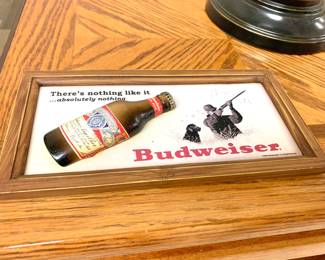 There's nothing like it
...absolutely nothing
Budweiser